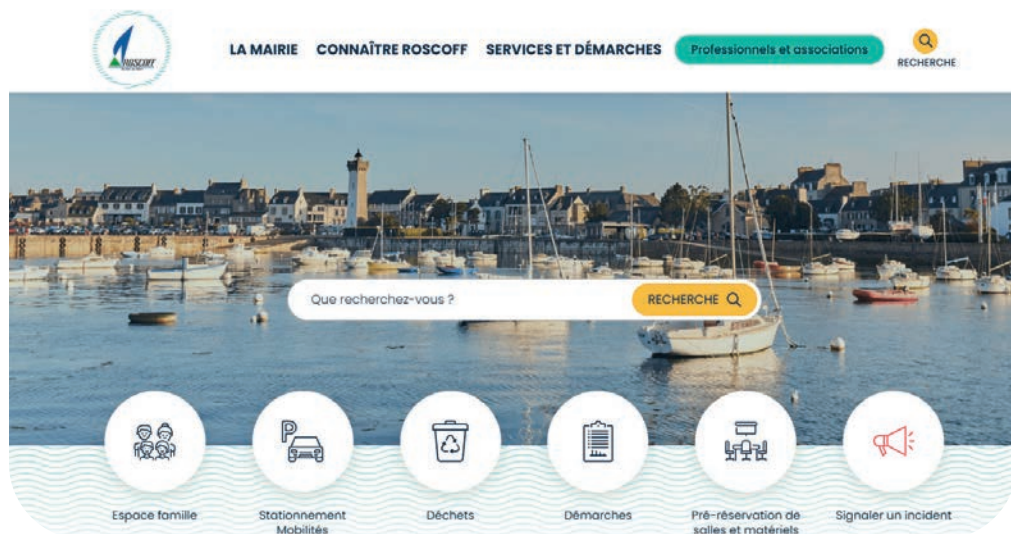 ROSCOFF
LA MAIRIE CONNAÎTRE ROSCOFF SERVICES ET DÉMARCHES Professionnels et associations
RECHERCHE
Que recherchez-vous ? RECHERCHE
P
Espace famille
Stationnement
Mobilités
Déchets
Démarches
Pré-réservation de
salles et matériels
Signaler un incident